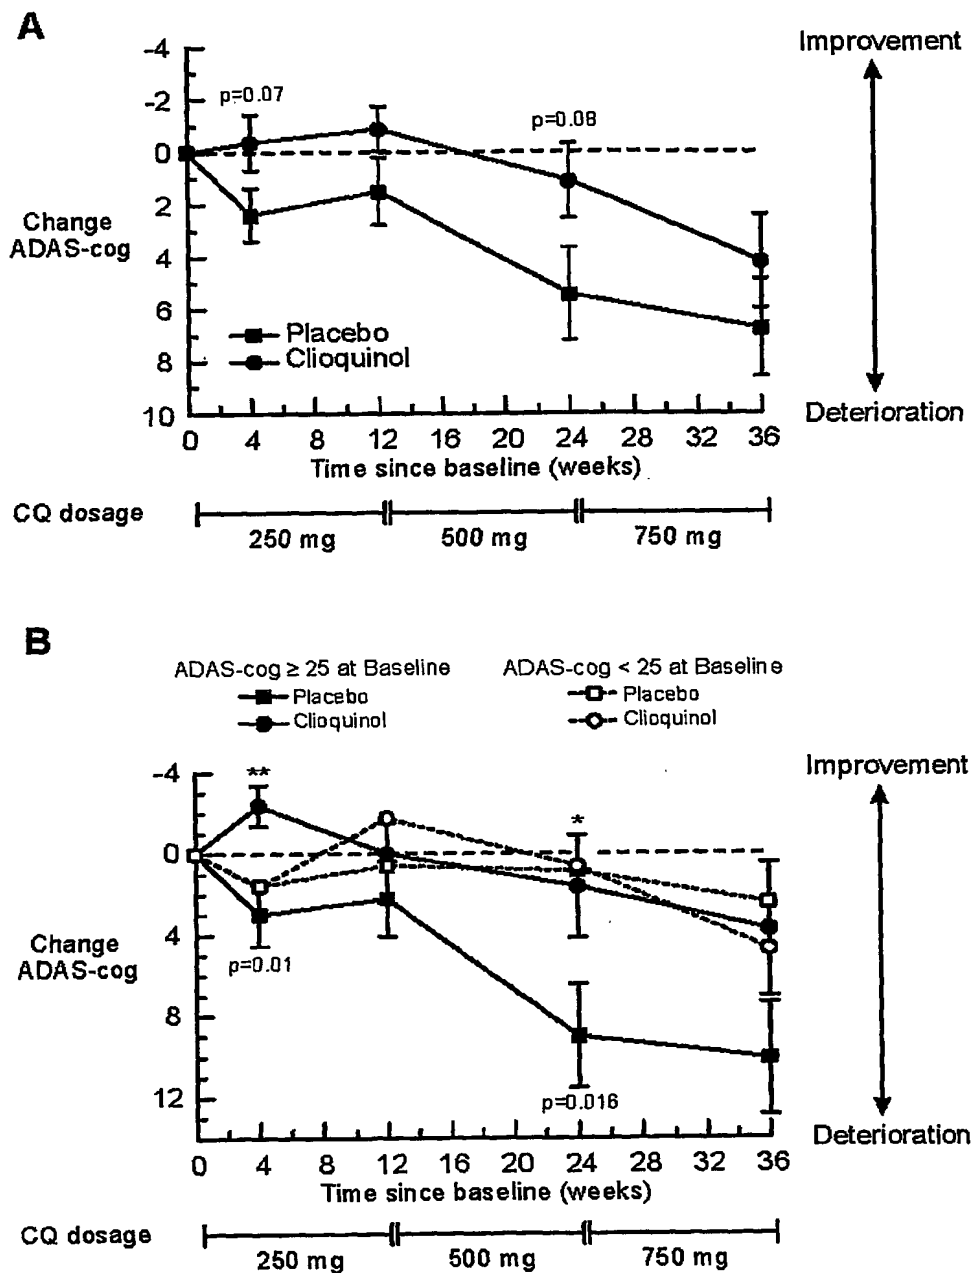 A
Improvement
-4
-2
0
2
4
6
8
10
p=0.07
p=0.08
Change
ADAS-cog
Placebo
Clioquinol
Deterioration
0 4 8 12 16 20 24 28 32 36
Time since baseline (weeks)
CQ dosage
250 mg 500 mg 750 mg
B
ADAS-cog ≥ 25 at Baseline
Placebo
Clioquinol
ADAS-cog < 25 at Baseline
Placebo
Clioquinol
Improvement
-4
0
4
8
12
**
*
p=0.01
p=0.016
Change
ADAS-cog
Deterioration
0 4 8 12 16 20 24 28 32 36
Time since baseline (weeks)
CQ dosage
250 mg 500 mg 750 mg